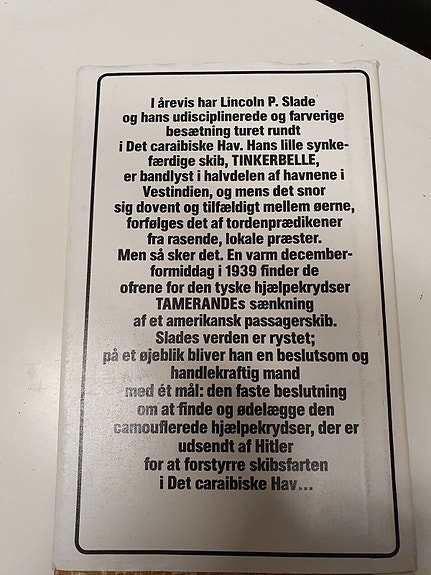 I årevis har Lincoln P. Slade
og hans udisciplinerede og farverige
besætning turet rundt
i Det caraibiske Hav. Hans lille synke-
færdige skib, TINKERBELLE,
er bandlyst i halvdelen af havnene i
Vestindien, og mens det snor
sig dovent og tilfældigt mellem øerne,
forfølges det af tordenprædikener
fra rasende, lokale præster.
Men så sker det. En varm december-
formiddag i 1939 finder de
ofrene for den tyske hjælpekrydser
TAMERANDEs sænkning
af et amerikansk passagerskib.
Slades verden er rystet;
på et øjeblik bliver han en beslutsom og
handlekraftig mand
med ét mål: den faste beslutning
om at finde og ødelægge den
camouflerede hjælpekrydser, der er
udsendt af Hitler
for at forstyrre skibsfarten
i Det caraibiske Hav...